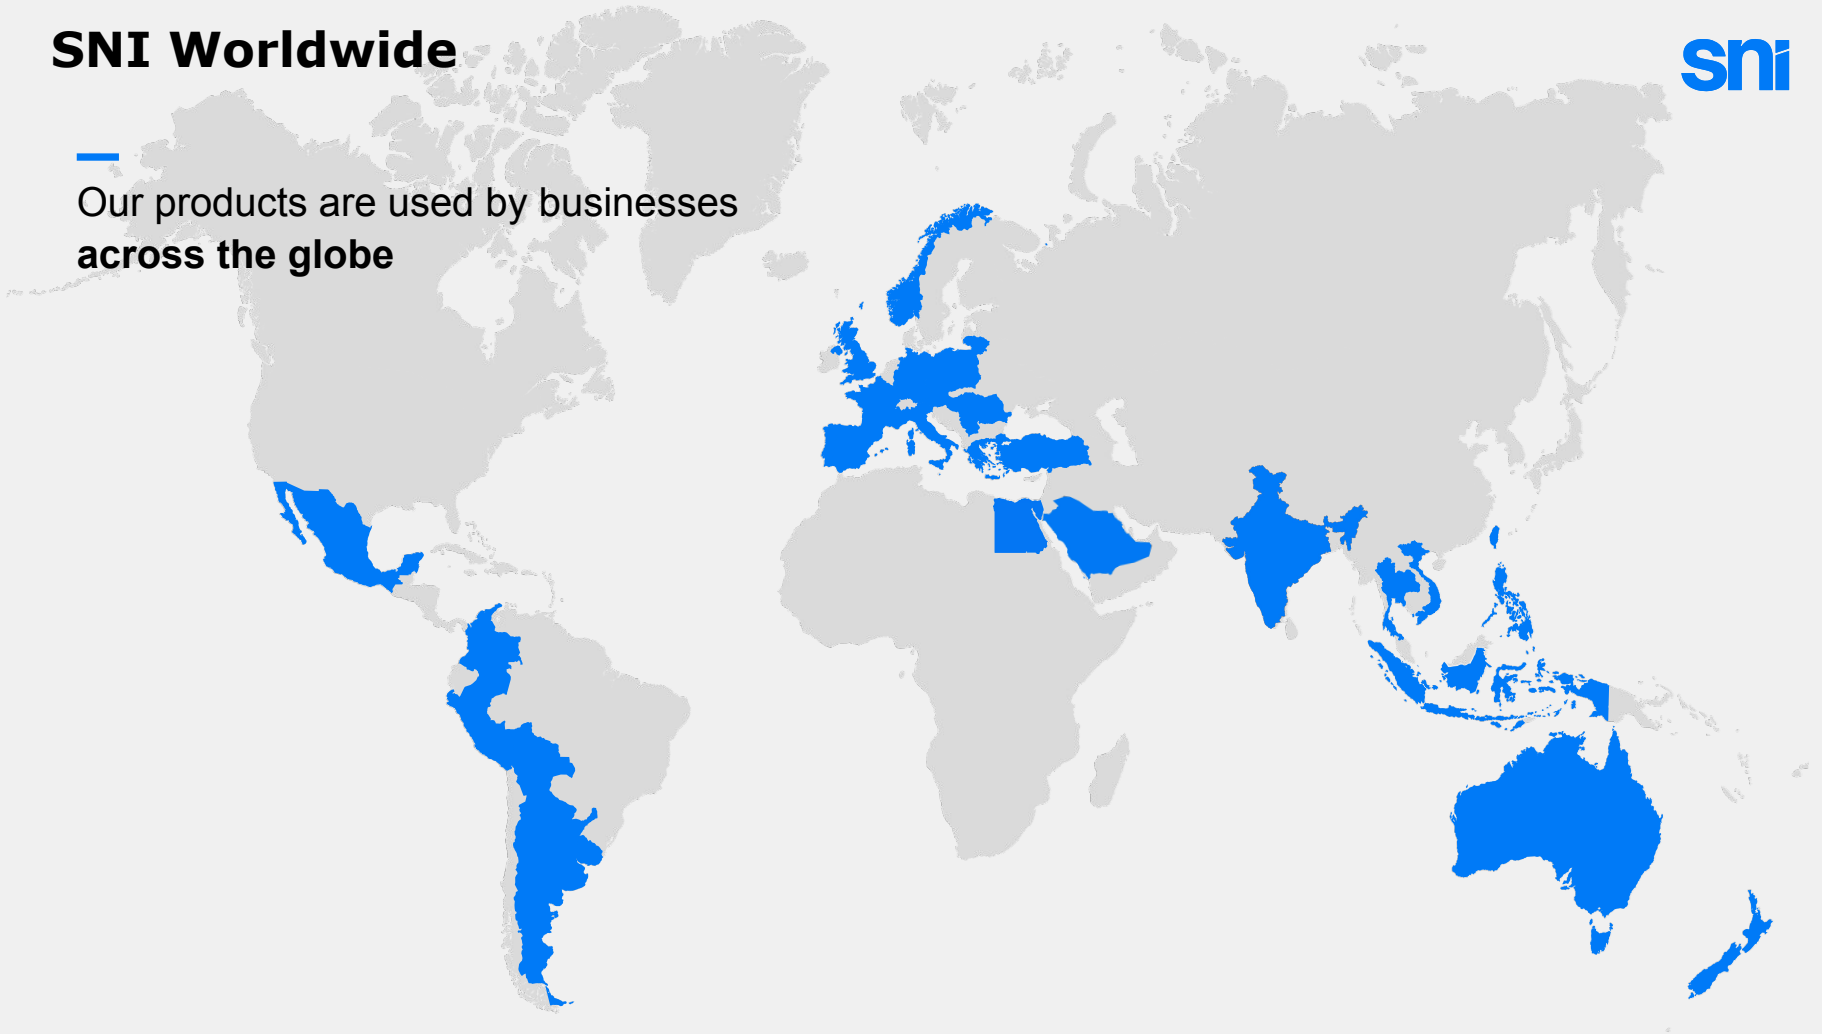 SNI Worldwide
sni
Our products are used by businesses
across the globe